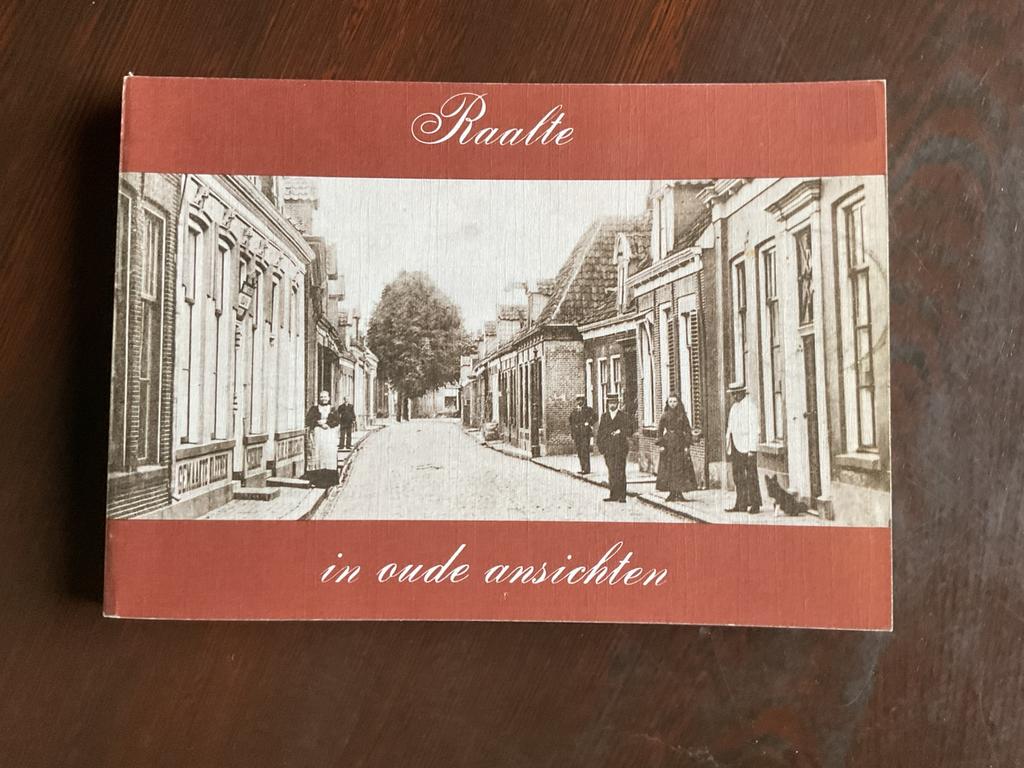 Raalte
in oude ansichten